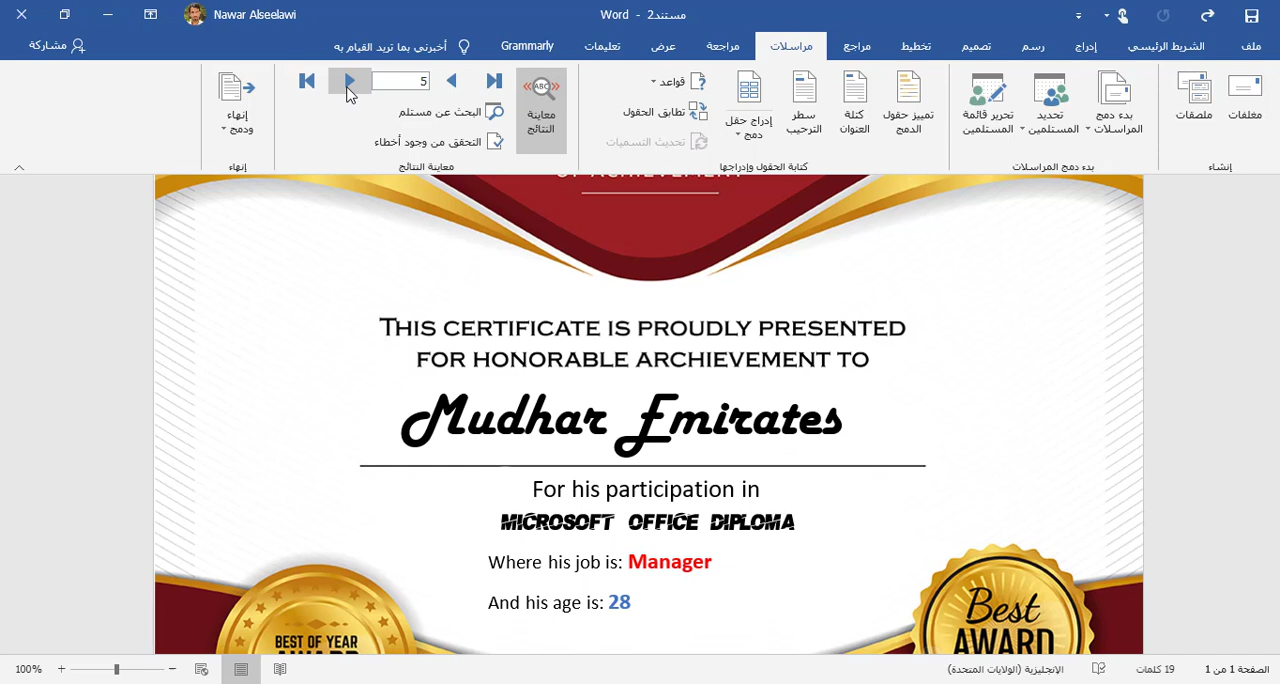 Nawar Alseelawi
مستند2 - Word
ملف
الشريط الرئيسي
إدراج
رسم
تصميم
تخطيط
مراجع
مراسلات
مراجعة
عرض
تعليمات
Grammarly
أخبرني بما تريد القيام به
مشاركة
مغلفات
ملصقات
إنشاء
بدء دمج
المراسلات
تحديد
المستلمين
تحرير قائمة
المستلمين
بدء دمج المراسلات
تمييز حقول
الدمج
كتلة
العنوان
سطر
الترحيب
إدراج حقل
دمج
قواعد
تطابق الحقول
تحديث التسميات
كتابة الحقول وإدراجها
معاينة
النتائج
5
البحث عن مستلم
التحقق من وجود أخطاء
معاينة النتائج
إنهاء
ودمج
إنهاء
OF ACHIEVEMENT
THIS CERTIFICATE IS PROUDLY PRESENTED
FOR HONORABLE ARCHIEVEMENT TO
Mudhar Emirates
For his participation in
MICROSOFT OFFICE DIPLOMA
Where his job is: Manager
And his age is: 28
BEST OF YEAR
AWARD
Best
AWARD
الصفحة 1 من 1
19 كلمات
الإنجليزية (الولايات المتحدة)
100%